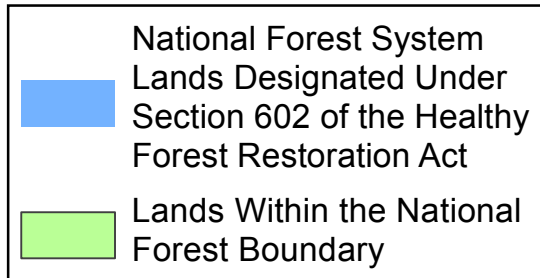 National Forest System
Lands Designated Under
Section 602 of the Healthy
Forest Restoration Act
Lands Within the National
Forest Boundary